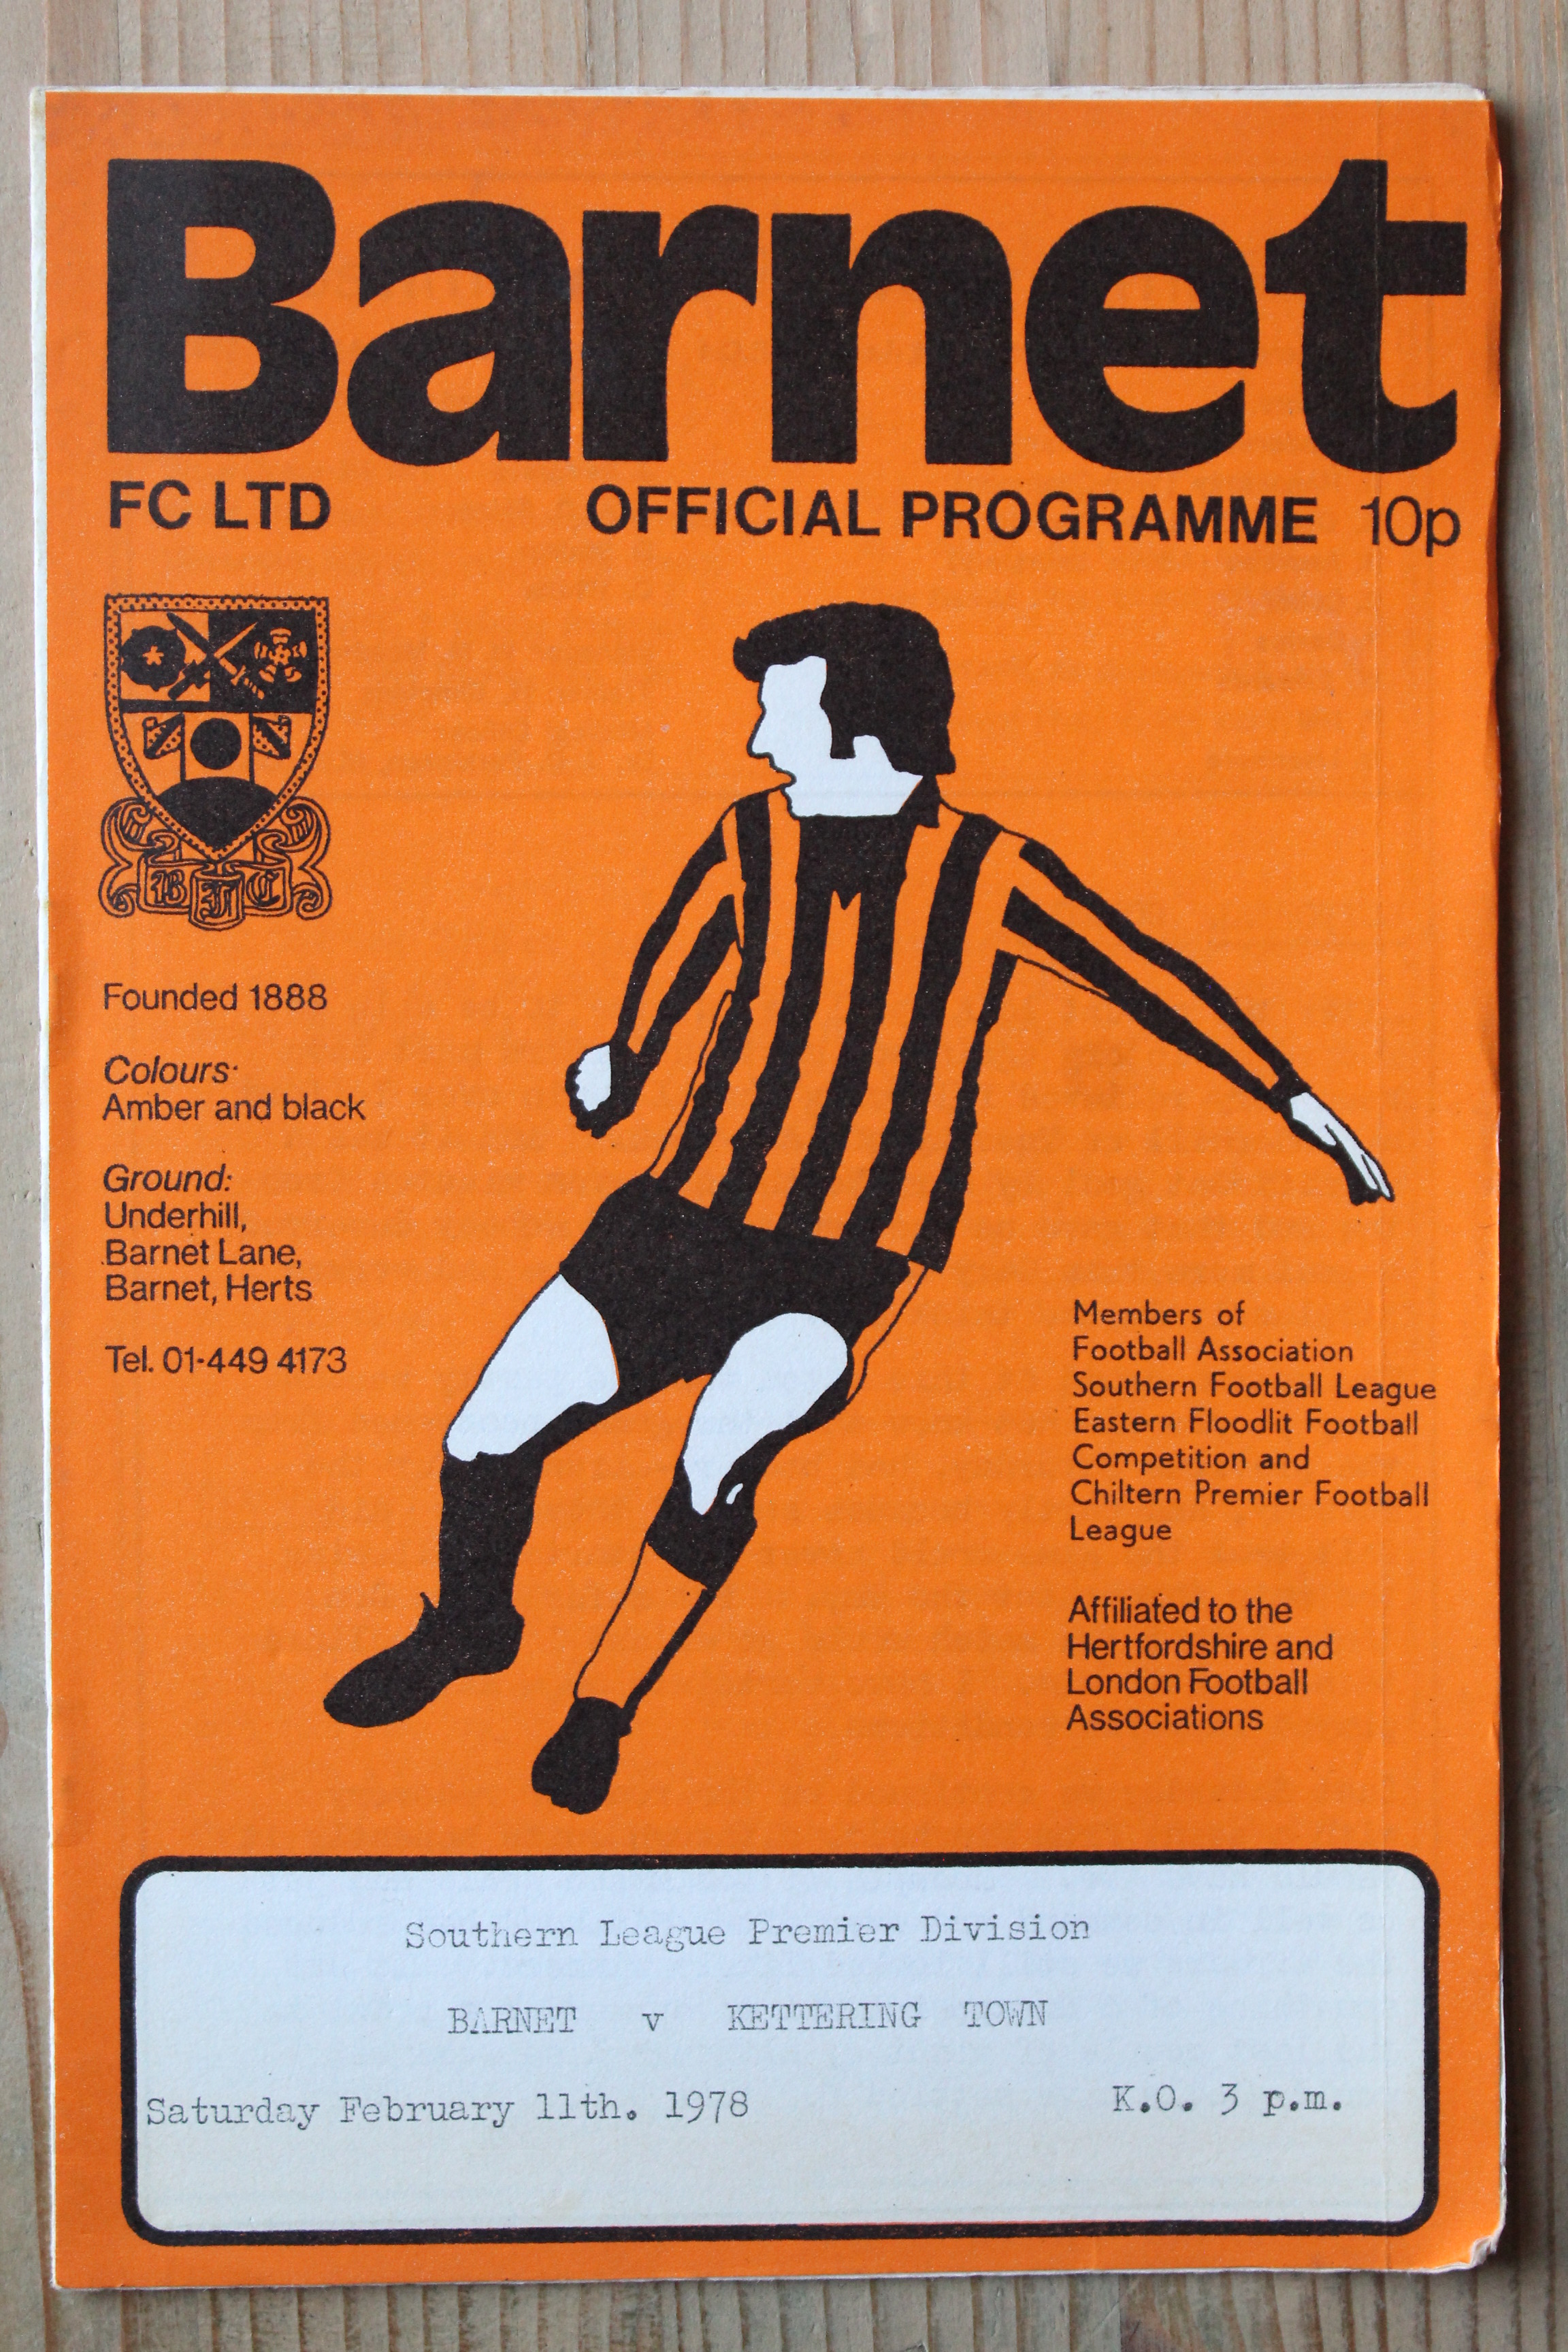 Barnet
FC LTD OFFICIAL PROGRAMME 10p
BFC
Founded 1888
Colours:
Amber and black
Ground:
Underhill,
Barnet Lane,
Barnet, Herts
Tel. 01-449 4173
Members of
Football Association
Southern Football League
Eastern Floodlit Football
Competition and
Chiltern Premier Football
League
Affiliated to the
Hertfordshire and
London Football
Associations
Southern League Premier Division
BARNET v KETTERING TOWN
Saturday February 11th. 1978 K.O. 3 p.m.